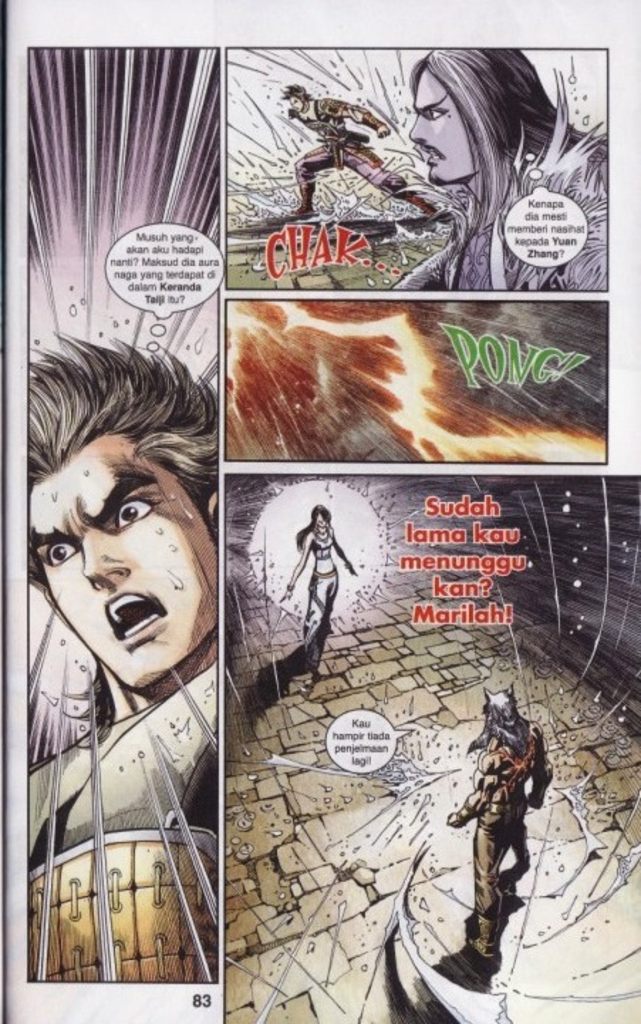 Musuh yang
akan aku hadapi
nanti? Maksud dia aura
naga yang terdapat di
dalam Keranda
Taiji itu?
CHAK...
Kenapa
dia mesti
memberi nasihat
kepada Yuan
Zhang?
PONG!
Sudah
lama kau
menunggu
kan?
Marilah!
Kau
hampir tiada
penjelmaan
lagi!
83